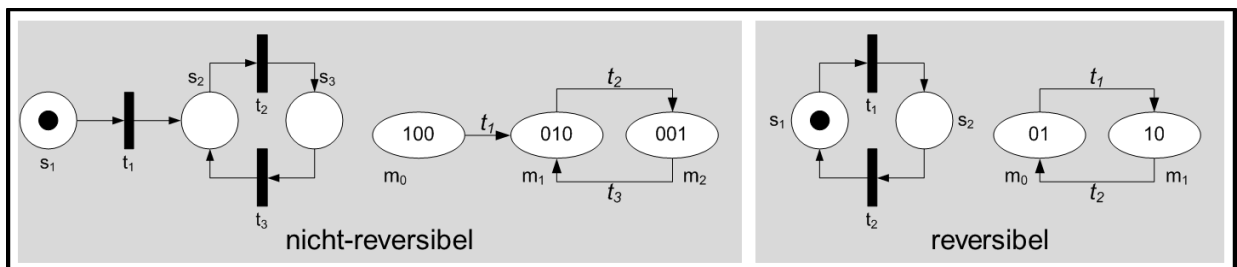 s₂ t₂ s₃ s₁ t₁ t₃
100 t₁ 010 t₂ 001 t₃
m₀ m₁ m₂
nicht-reversibel
t₁ s₁ s₂ t₂
01 t₁ 10 t₂
m₀ m₁
reversibel